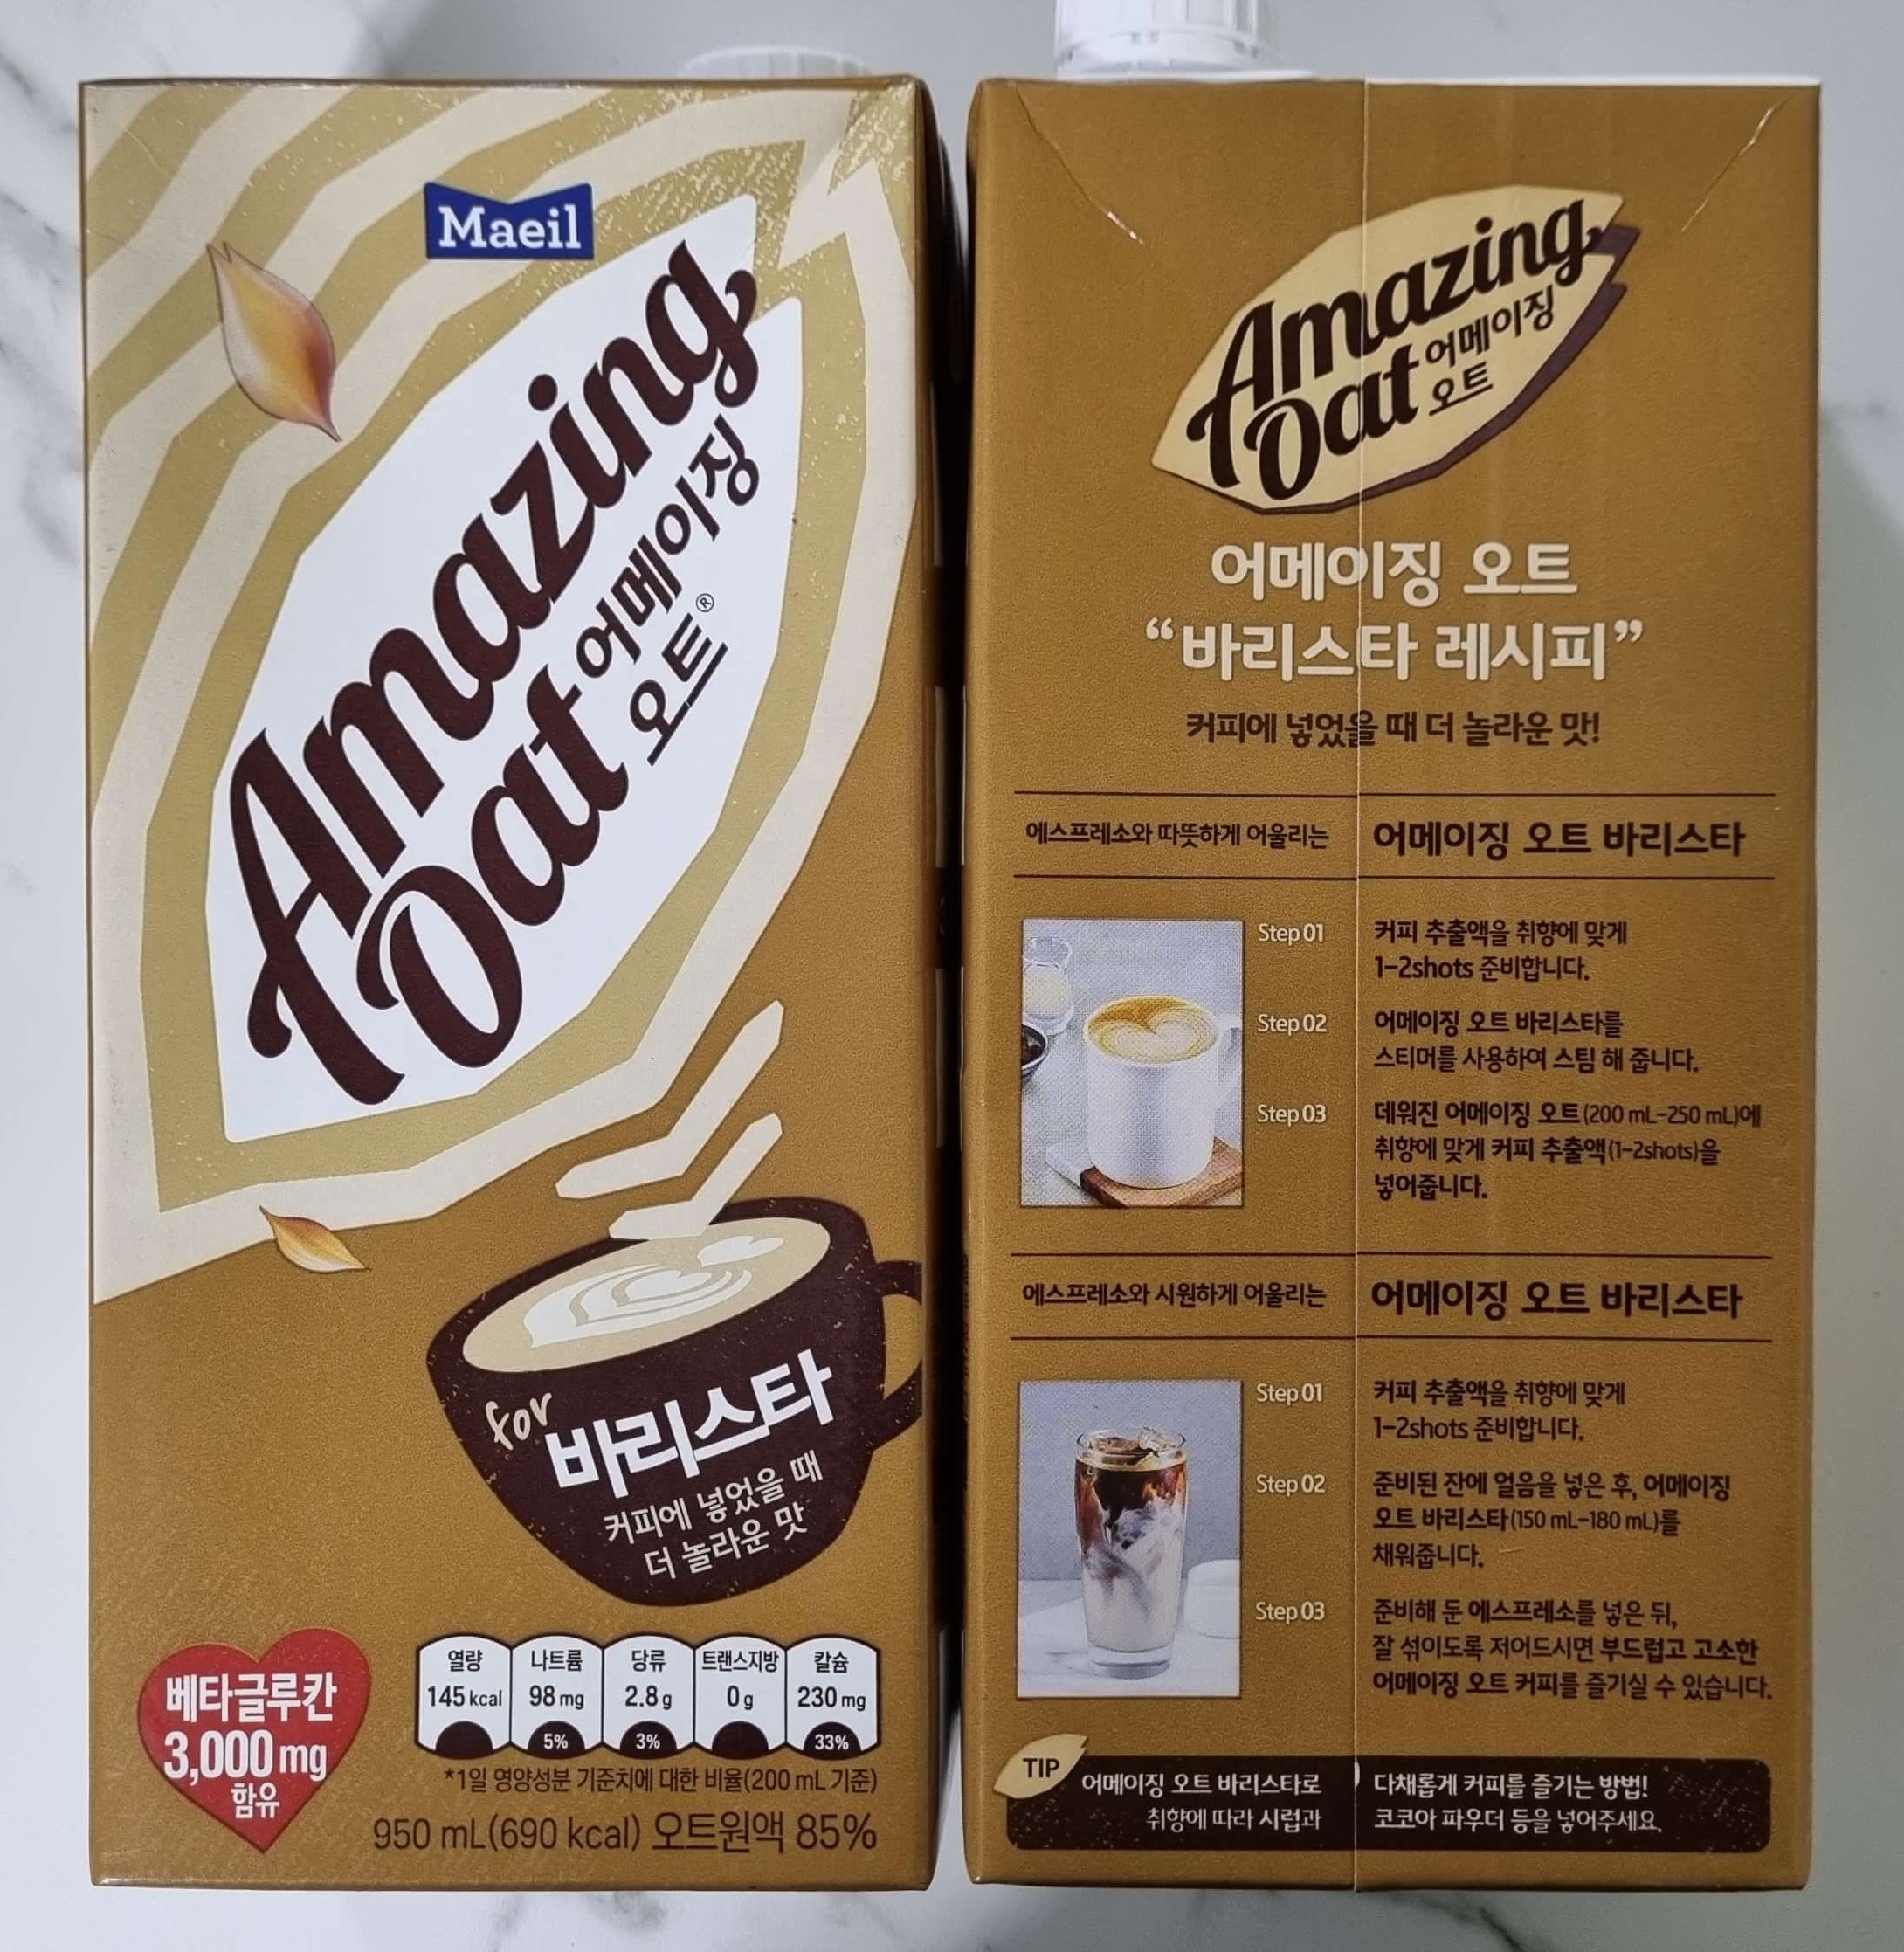 Maeil
Amazing
Oat 어메이징
오트®
for 바리스타
커피에 넣었을 때
더 놀라운 맛
베타글루칸
3,000 mg
함유
열량 나트륨 당류 트랜스지방 칼슘
145 kcal 98 mg 2.8 g 0 g 230 mg
5% 3% 33%
*1일 영양성분 기준치에 대한 비율(200 mL 기준)
950 mL(690 kcal) 오트원액 85%
Amazing
Oat 어메이징
오트
어메이징 오트
“바리스타 레시피”
커피에 넣었을 때 더 놀라운 맛!
에스프레소와 따뜻하게 어울리는 어메이징 오트 바리스타
Step 01 커피 추출액을 취향에 맞게
1-2shots 준비합니다.
Step 02 어메이징 오트 바리스타를
스티머를 사용하여 스팀 해 줍니다.
Step 03 데워진 어메이징 오트(200 mL-250 mL)에
취향에 맞게 커피 추출액(1-2shots)을
넣어줍니다.
에스프레소와 시원하게 어울리는 어메이징 오트 바리스타
Step 01 커피 추출액을 취향에 맞게
1-2shots 준비합니다.
Step 02 준비된 잔에 얼음을 넣은 후, 어메이징
오트 바리스타(150 mL-180 mL)를
채워줍니다.
Step 03 준비해 둔 에스프레소를 넣은 뒤,
잘 섞이도록 저어드시면 부드럽고 고소한
어메이징 오트 커피를 즐기실 수 있습니다.
TIP 어메이징 오트 바리스타로 다채롭게 커피를 즐기는 방법!
취향에 따라 시럽과 코코아 파우더 등을 넣어주세요.